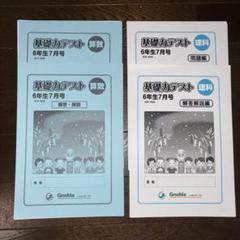 基礎力テスト
算数
6年生7月号
基礎力テスト
理科
6年生7月号
問題編
基礎力テスト
算数
6年生7月号
解答・解説
Gnoble
基礎力テスト
理科
6年生7月号
解答解説編
氏名
Gnoble